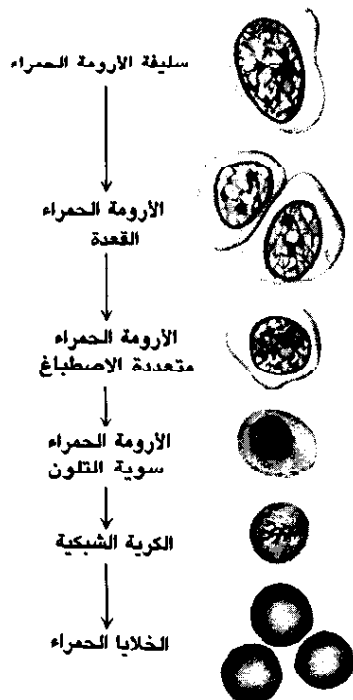 سليفة الأرومة الحمراء
الأرومة الحمراء
القعدة
الأرومة الحمراء
متعددة الاصطباغ
الأرومة الحمراء
سوية التلون
الكرية الشبكية
الخلايا الحمراء